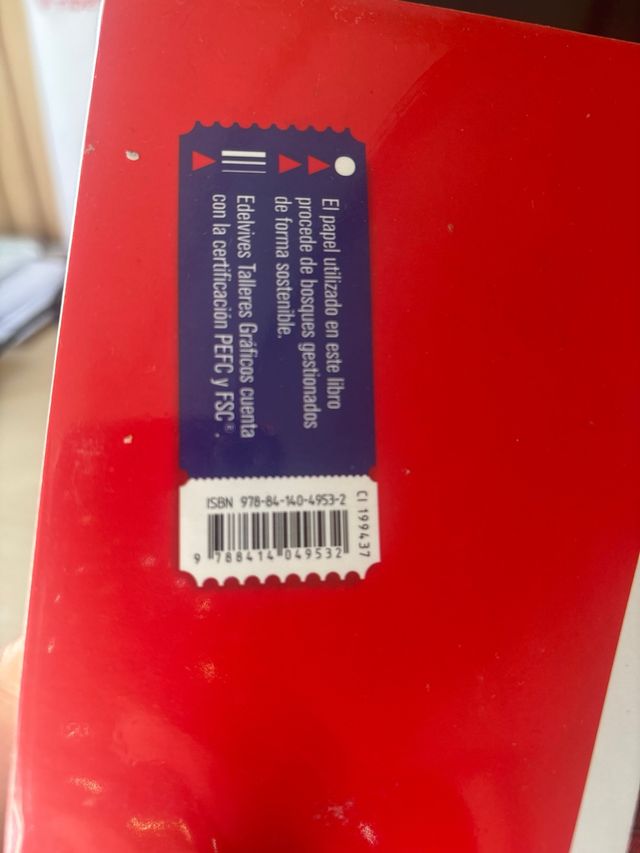 El papel utilizado en este libro
procede de bosques gestionados
de forma sostenible.
Edelvives Talleres Gráficos cuenta
con la certificación PEFC y FSC®.
ISBN 978-84-140-4953-2
9 788414 049532
CI 199437